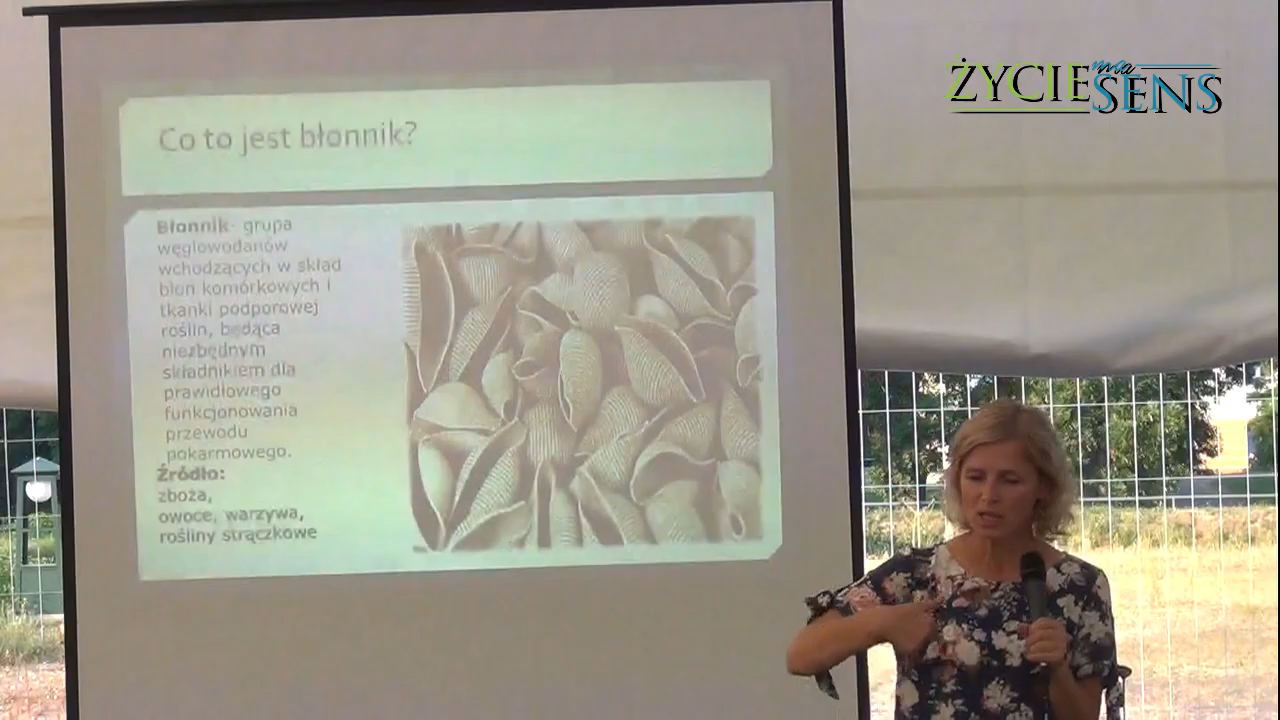 ŻYCIE ma SENS
Co to jest błonnik?
Błonnik- grupa
węglowodanów
wchodzących w skład
błon komórkowych i
tkanki podporowej
roślin, będąca
niezbędnym
składnikiem dla
prawidłowego
funkcjonowania
przewodu
pokarmowego.
Źródło:
zboża,
owoce, warzywa,
rośliny strączkowe